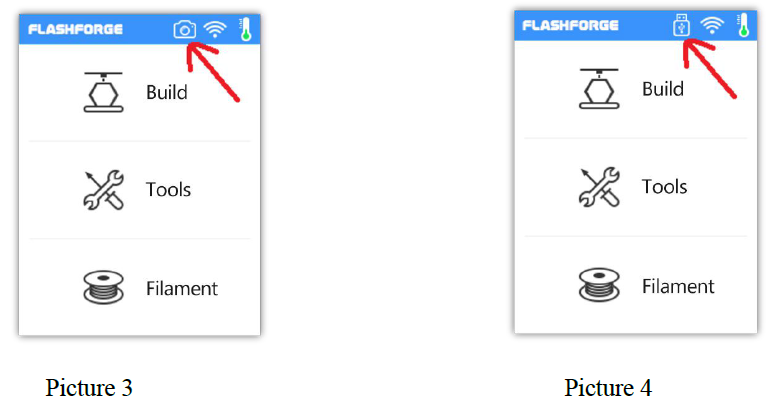 FLASHFORGE
Build
Tools
Filament
Picture 3
FLASHFORGE
Build
Tools
Filament
Picture 4